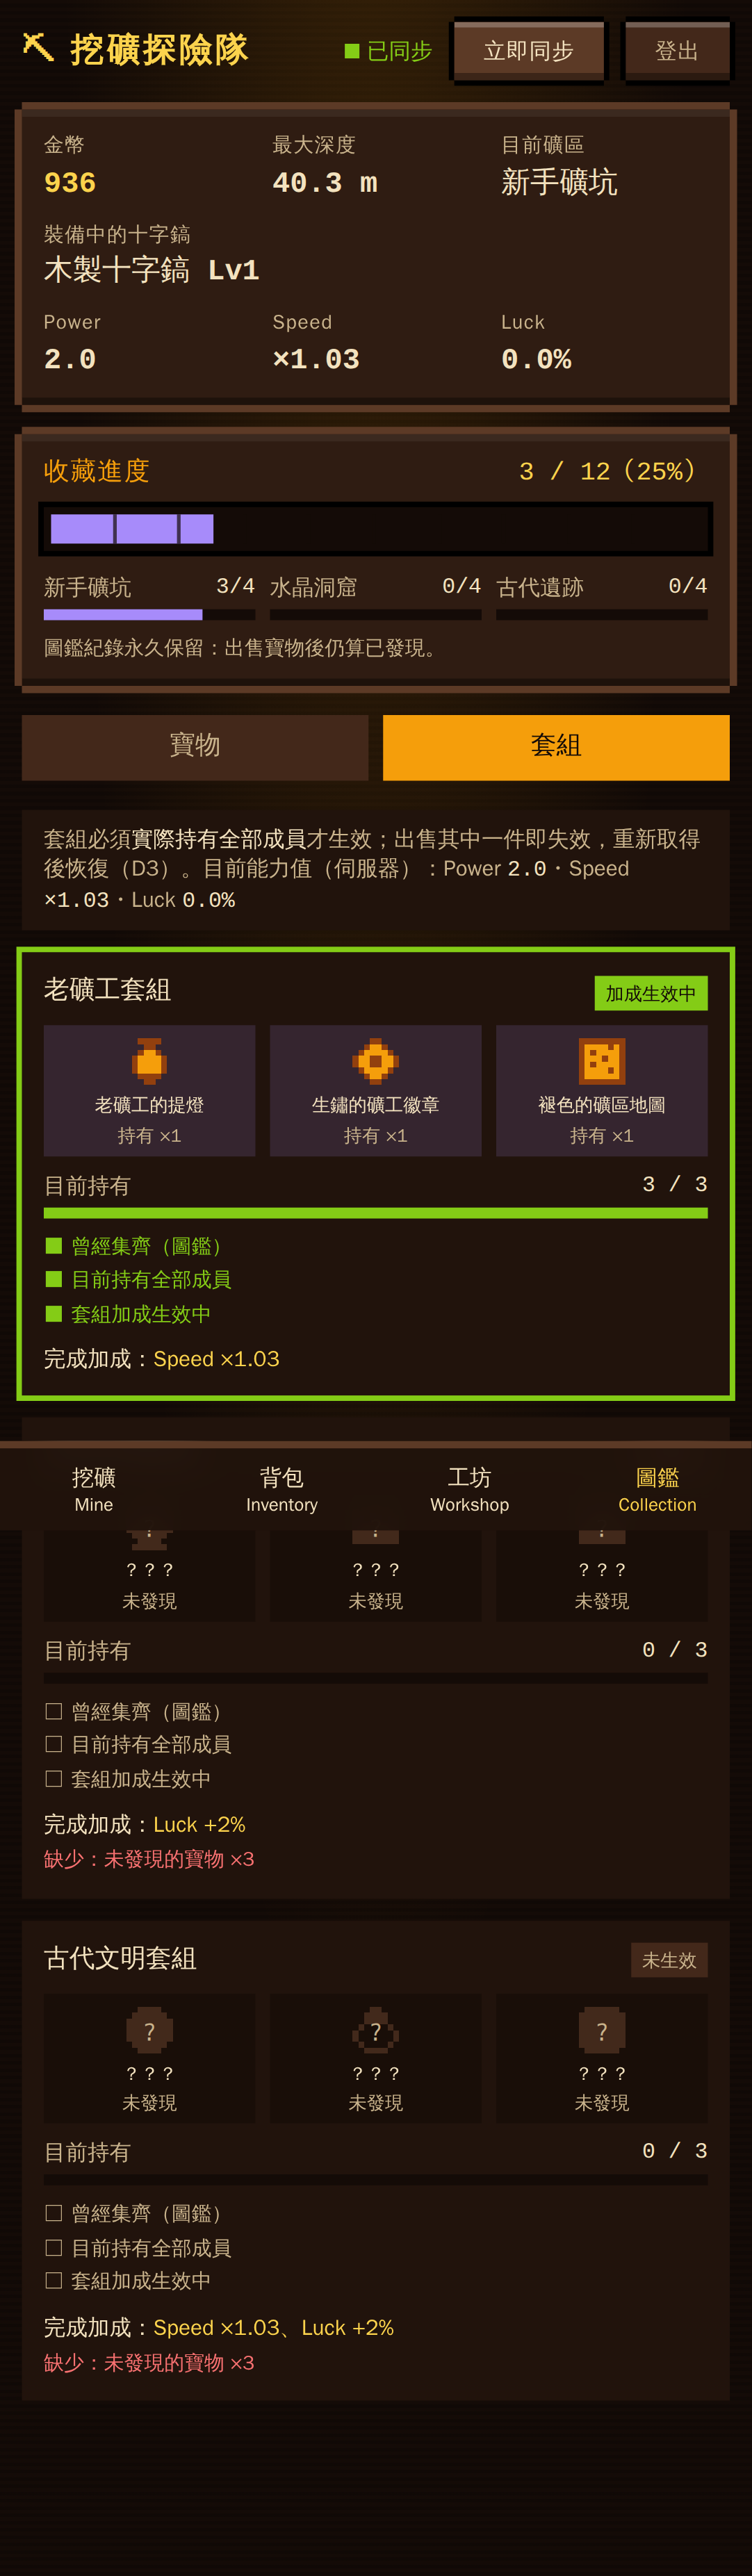 挖礦探險隊
已同步
立即同步
登出
金幣
最大深度
目前礦區
936
40.3 m
新手礦坑
裝備中的十字鎬
木製十字鎬 Lv1
Power
Speed
Luck
2.0
×1.03
0.0%
收藏進度
3 / 12 (25%)
新手礦坑
3/4
水晶洞窟
0/4
古代遺跡
0/4
圖鑑紀錄永久保留：出售寶物後仍算已發現。
寶物
套組
套組必須實際持有全部成員才生效；出售其中一件即失效，重新取得
後恢復（D3）。目前能力值（伺服器）：Power 2.0・Speed
×1.03・Luck 0.0%
老礦工套組
加成生效中
老礦工的提燈
生鏽的礦工徽章
褪色的礦區地圖
持有 ×1
持有 ×1
持有 ×1
目前持有
3 / 3
曾經集齊（圖鑑）
目前持有全部成員
套組加成生效中
完成加成：Speed ×1.03
挖礦
背包
工坊
圖鑑
Mine
Inventory
Workshop
Collection
？？？
？？？
？？？
未發現
未發現
未發現
目前持有
0 / 3
曾經集齊（圖鑑）
目前持有全部成員
套組加成生效中
完成加成：Luck +2%
缺少：未發現的寶物 ×3
古代文明套組
未生效
?
?
?
？？？
？？？
？？？
未發現
未發現
未發現
目前持有
0 / 3
曾經集齊（圖鑑）
目前持有全部成員
套組加成生效中
完成加成：Speed ×1.03、Luck +2%
缺少：未發現的寶物 ×3